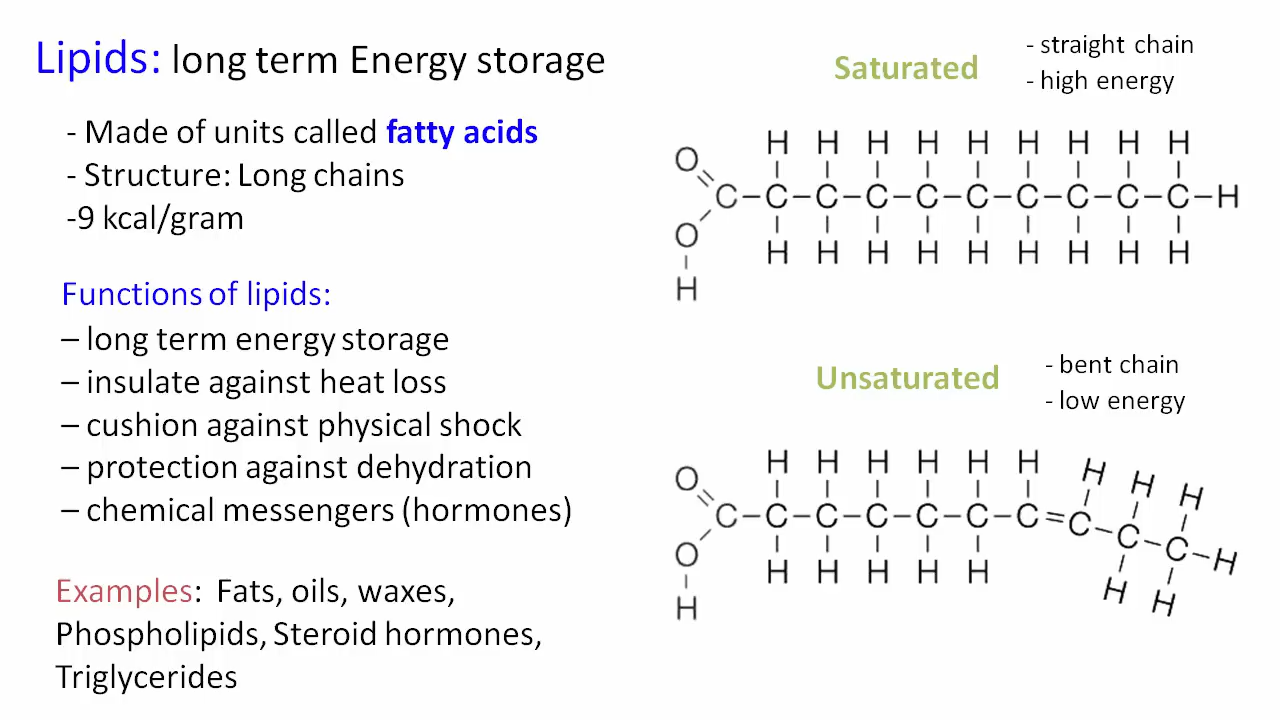 Lipids: long term Energy storage
- Made of units called fatty acids
- Structure: Long chains
-9 kcal/gram
Functions of lipids:
– long term energy storage
– insulate against heat loss
– cushion against physical shock
– protection against dehydration
– chemical messengers (hormones)
Examples: Fats, oils, waxes,
Phospholipids, Steroid hormones,
Triglycerides
Saturated
- straight chain
- high energy
H H H H H H H H H
O
C–C–C–C–C–C–C–C–C–C–H
O
H H H H H H H H H
H
Unsaturated
- bent chain
- low energy
H H H H H H H H H
O
C–C–C–C–C–C–C=C–C–C–H
O
H H H H H H H
H